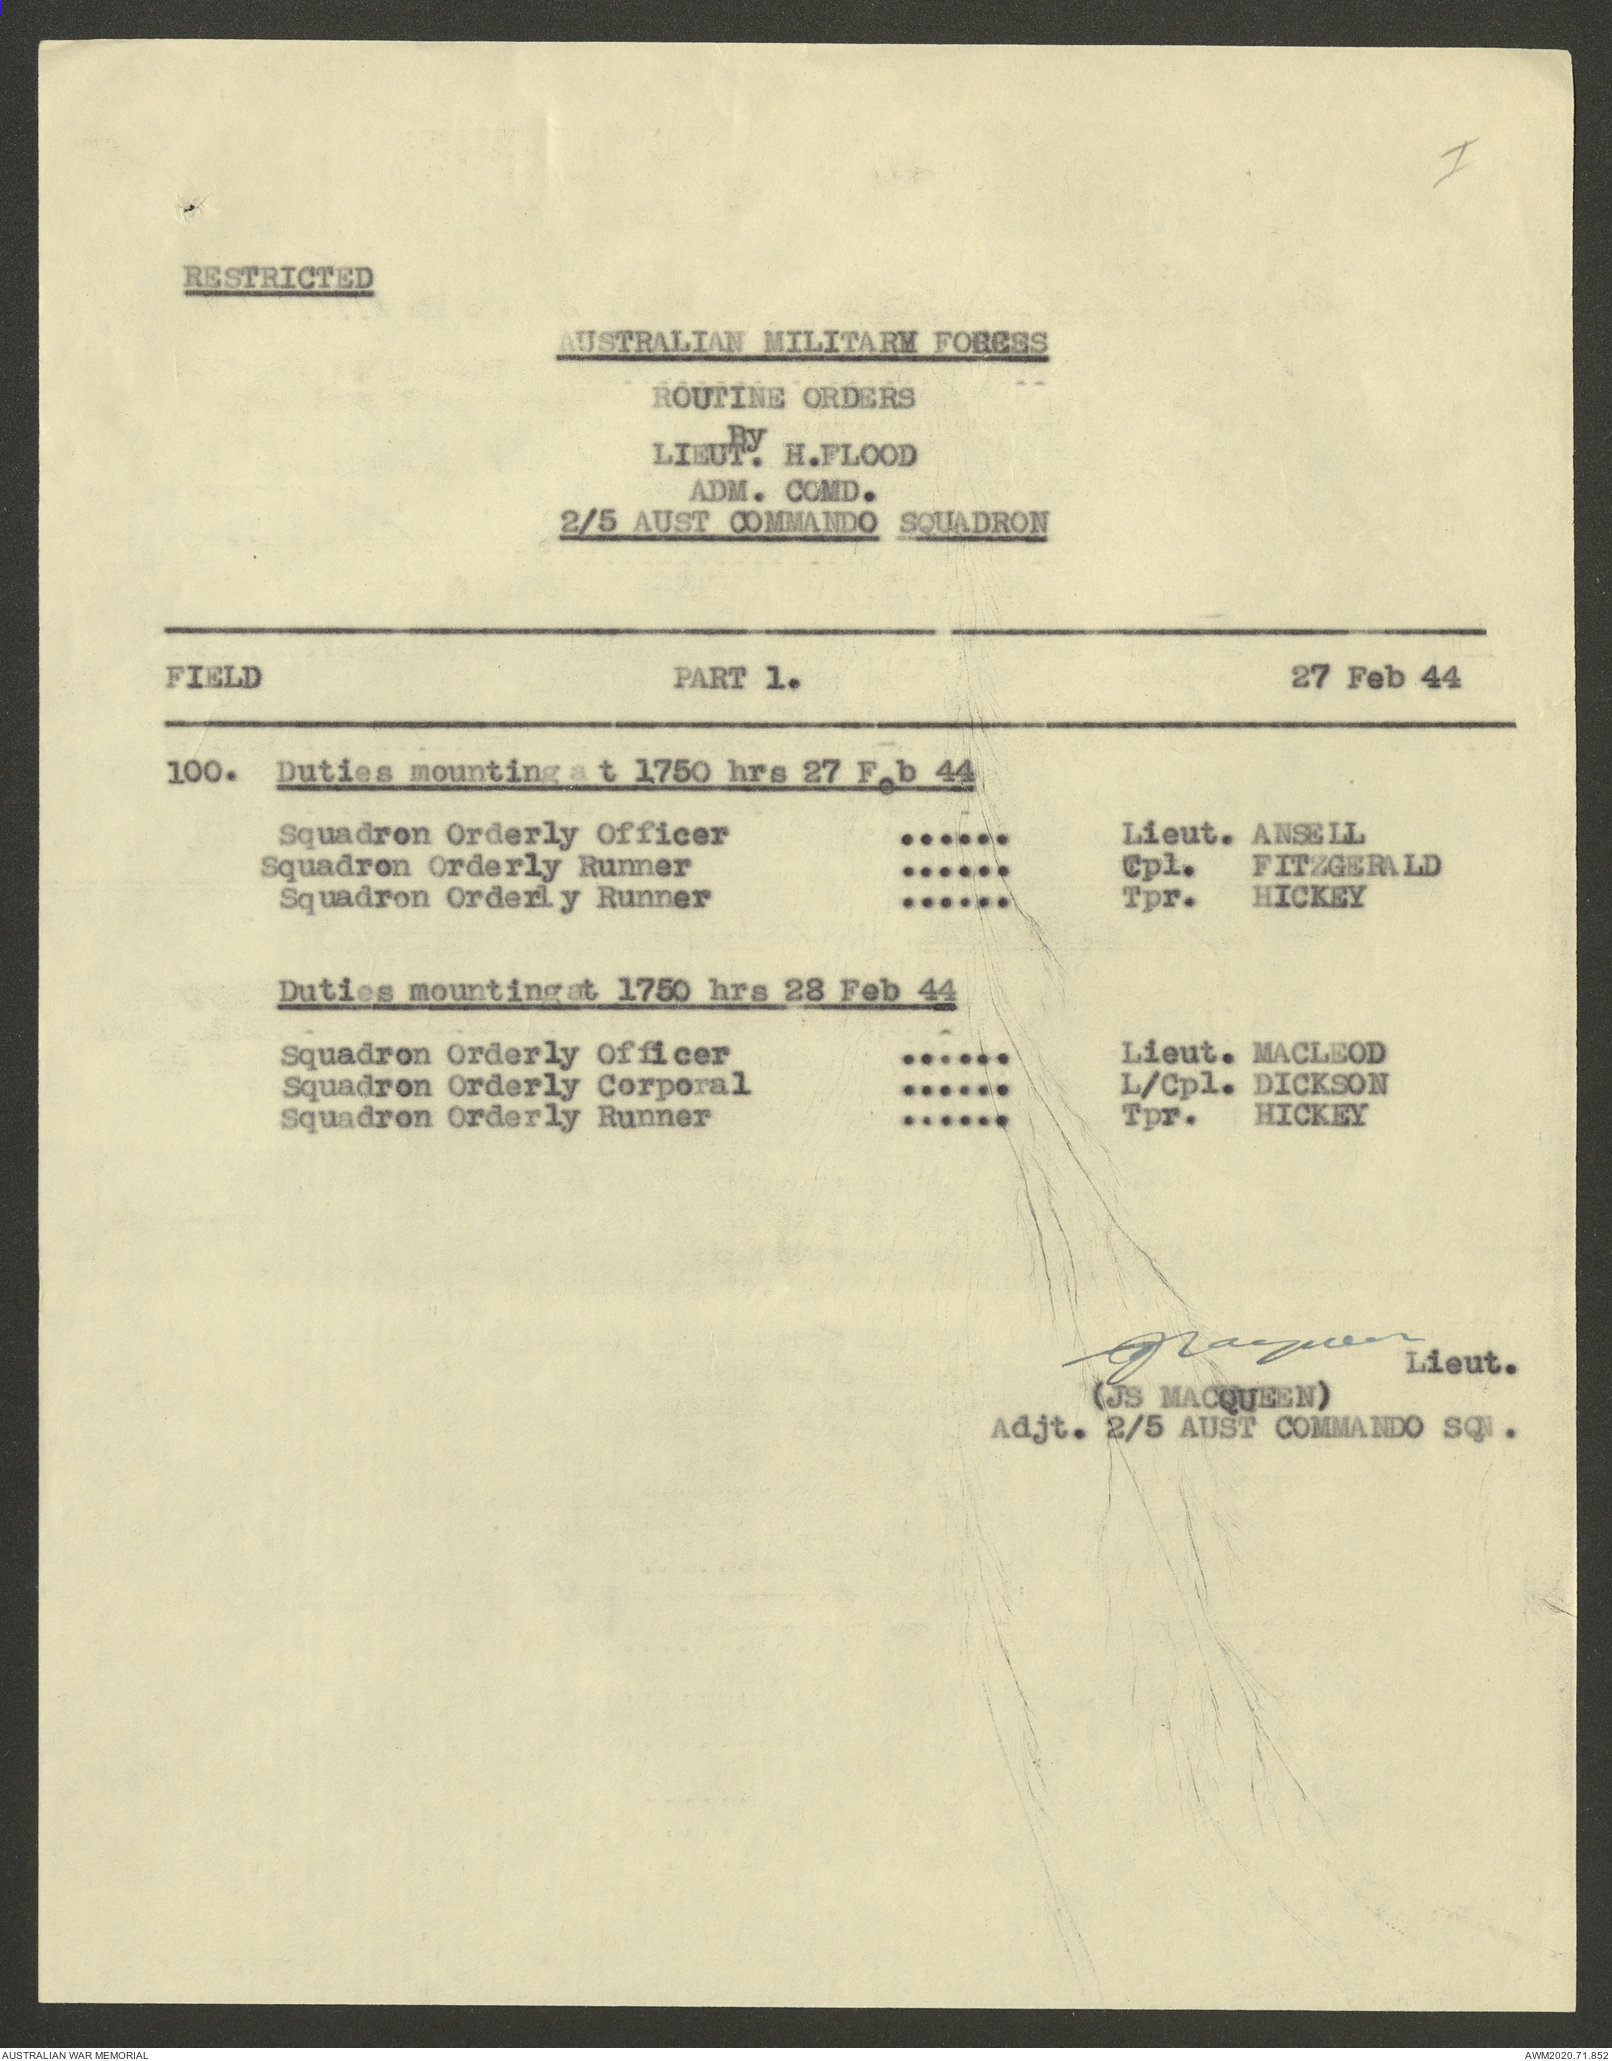 I
RESTRICTED
AUSTRALIAN MILITARY FORCES
ROUTINE ORDERS
By
LIEUT. H.FLOOD
ADM. COMD.
2/5 AUST COMMANDO SQUADRON
FIELD PART 1. 27 Feb 44
100. Duties mounting at 1750 hrs 27 Feb 44
Squadron Orderly Officer ...... Lieut. ANSELL
Squadron Orderly Runner ...... Cpl. FITZGERALD
Squadron Orderly Runner ...... Tpr. HICKEY
Duties mounting at 1750 hrs 28 Feb 44
Squadron Orderly Officer ...... Lieut. MACLEOD
Squadron Orderly Corporal ...... L/Cpl. DICKSON
Squadron Orderly Runner ...... Tpr. HICKEY
JMacqueen Lieut.
(JS MACQUEEN)
Adjt. 2/5 AUST COMMANDO SQN.
AUSTRALIAN WAR MEMORIAL AWM2020.71.852